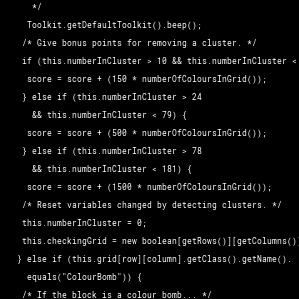 */
Toolkit.getDefaultToolkit().beep();
/* Give bonus points for removing a cluster. */
if (this.numberInCluster > 10 && this.numberInCluster <
score = score + (150 * numberOfColoursInGrid());
} else if (this.numberInCluster > 24
&& this.numberInCluster < 79) {
score = score + (500 * numberOfColoursInGrid());
} else if (this.numberInCluster > 78
&& this.numberInCluster < 181) {
score = score + (1500 * numberOfColoursInGrid());
/* Reset variables changed by detecting clusters. */
this.numberInCluster = 0;
this.checkingGrid = new boolean[getRows()][getColumns()]
} else if (this.grid[row][column].getClass().getName().
equals("ColourBomb")) {
/* If the block is a colour bomb... */